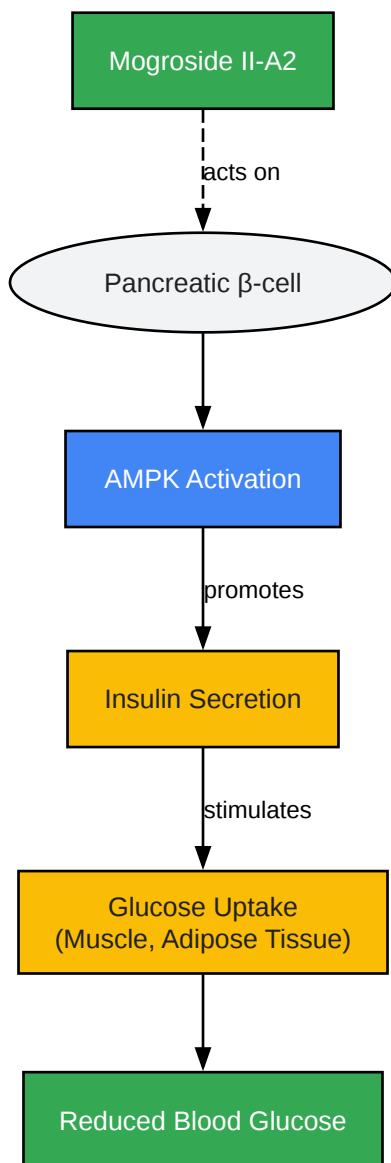 Mogroside II-A2
acts on
Pancreatic β-cell
AMPK Activation
promotes
Insulin Secretion
stimulates
Glucose Uptake
(Muscle, Adipose Tissue)
Reduced Blood Glucose